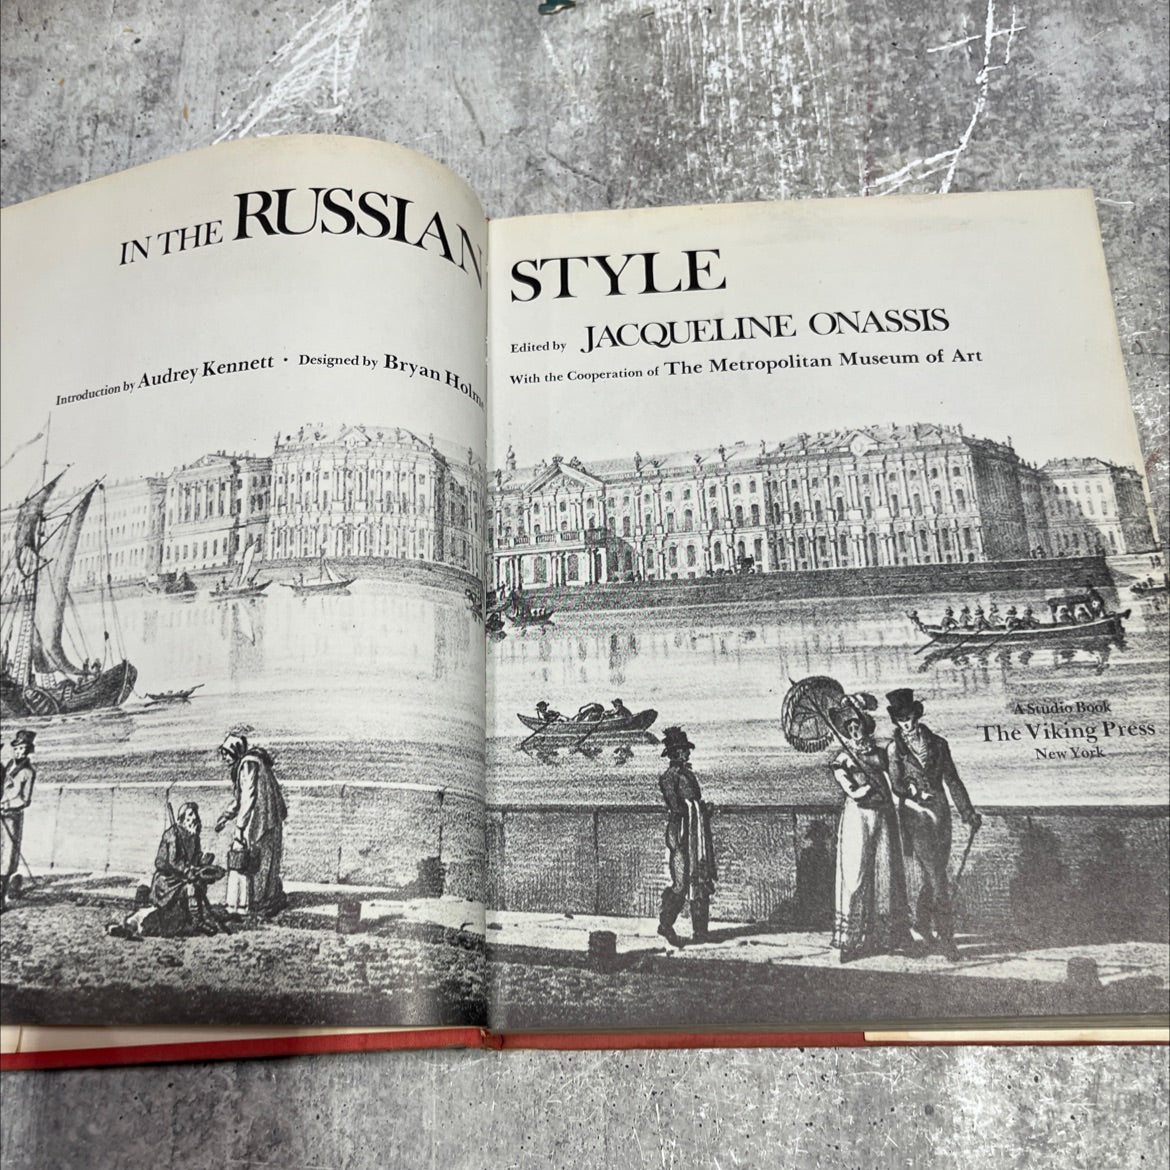 IN THE RUSSIAN STYLE
Edited by JACQUELINE ONASSIS
Introduction by Audrey Kennett · Designed by Bryan Holme
With the Cooperation of The Metropolitan Museum of Art
A Studio Book
The Viking Press
New York